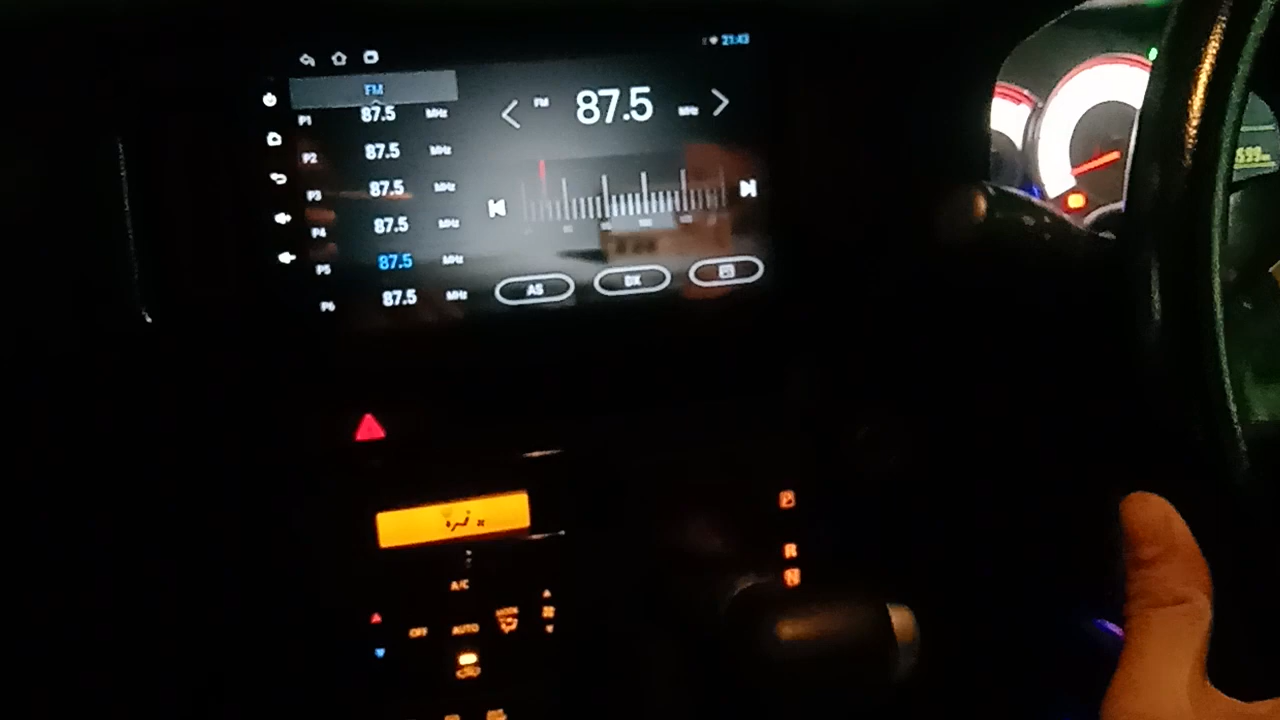 21:43
FM
P1 87.5 MHz
P2 87.5 MHz
P3 87.5 MHz
P4 87.5 MHz
P5 87.5 MHz
P6 87.5 MHz
FM 87.5 MHz
AS
DX
P
R
N
A/C
OFF AUTO MODE